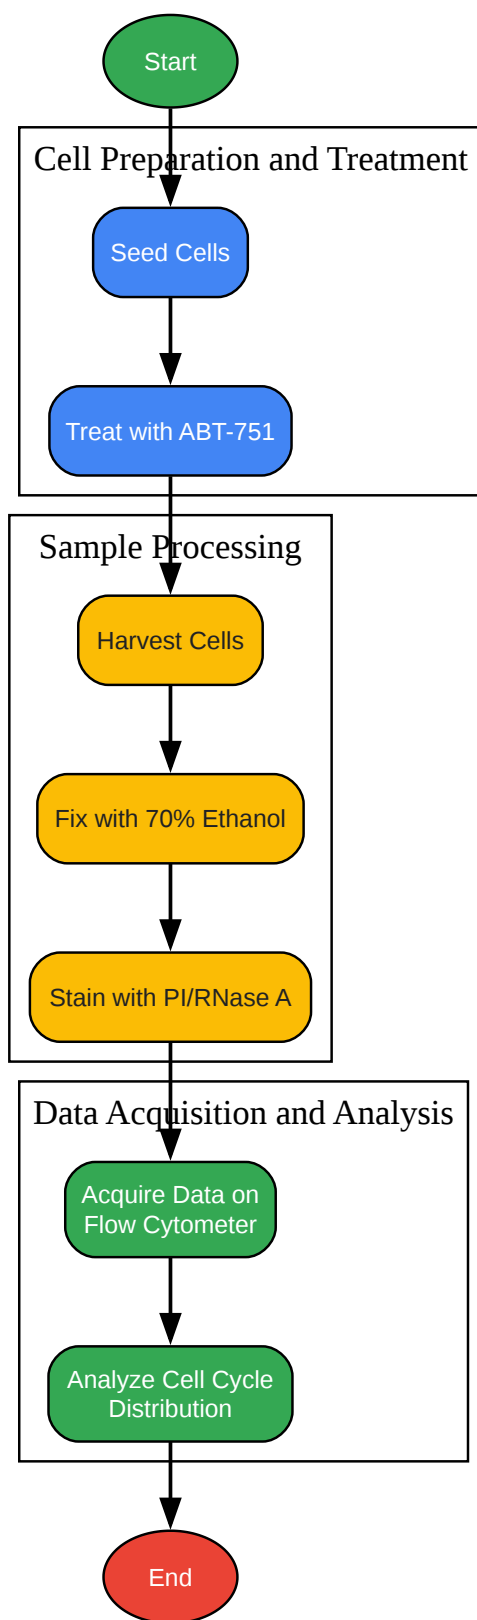 Start
Cell Preparation and Treatment
Seed Cells
Treat with ABT-751
Sample Processing
Harvest Cells
Fix with 70% Ethanol
Stain with PI/RNase A
Data Acquisition and Analysis
Acquire Data on
Flow Cytometer
Analyze Cell Cycle
Distribution
End